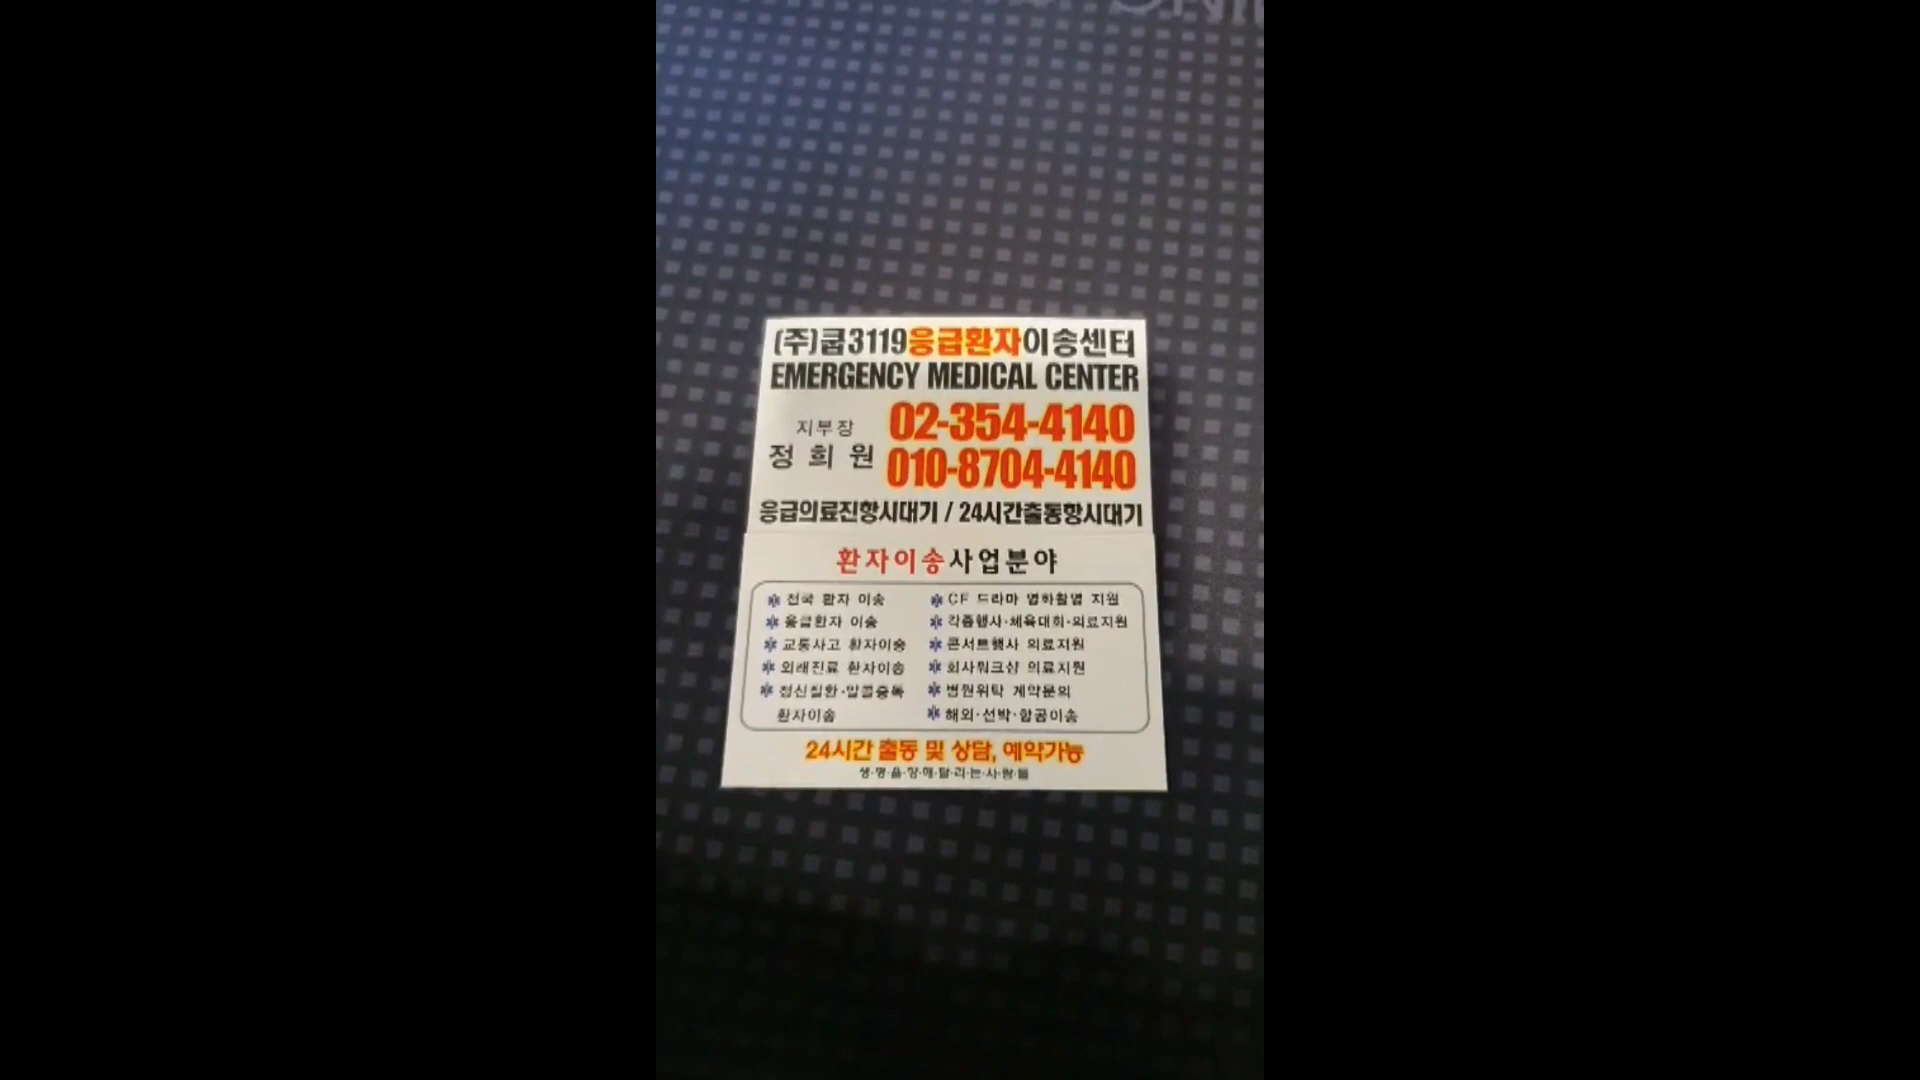 (주)쿱3119응급환자이송센터
EMERGENCY MEDICAL CENTER
02-354-4140
지부장
정희원
010-8704-4140
응급의료진항시대기 / 24시간출동항시대기
환자이송사업분야
전국 환자 이송
응급환자 이송
교통사고 환자이송
외래진료 환자이송
정신질환·알콜중독
환자이송
CF 드라마 영화촬영 지원
각종행사·체육대회·의료지원
콘서트행사 의료지원
회사워크샵 의료지원
병원위탁 계약문의
해외·선박·항공이송
24시간 출동 및 상담, 예약가능